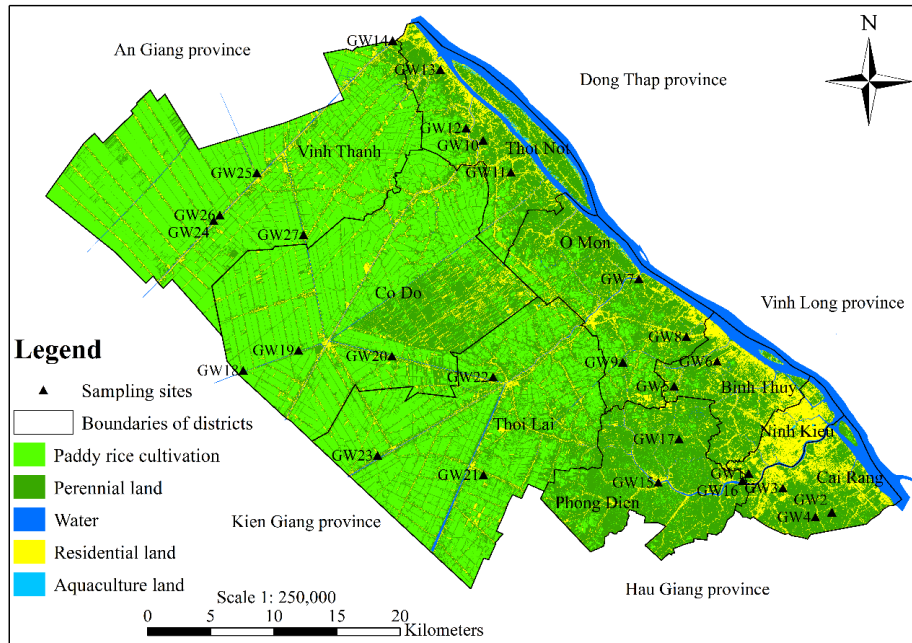 An Giang province
GW14
N
GW13
Dong Thap province
GW12
GW10
Thot Not
Vinh Thanh
GW25
GW11
GW26
GW24
GW27
O Mon
GW7
Co Do
Vinh Long province
Legend
GW8
GW19
GW20
GW9
GW6
GW18
GW22
GW5
Binh Thuy
Sampling sites
Boundaries of districts
Thoi Lai
Ninh Kieu
GW17
Paddy rice cultivation
GW23
GW21
GW1
Cai Rang
Perennial land
GW15
GW16
GW3
GW2
Phong Dien
GW4
Water
Kien Giang province
Residential land
Aquaculture land
Hau Giang province
Scale 1: 250,000
0 5 10 15 20
Kilometers